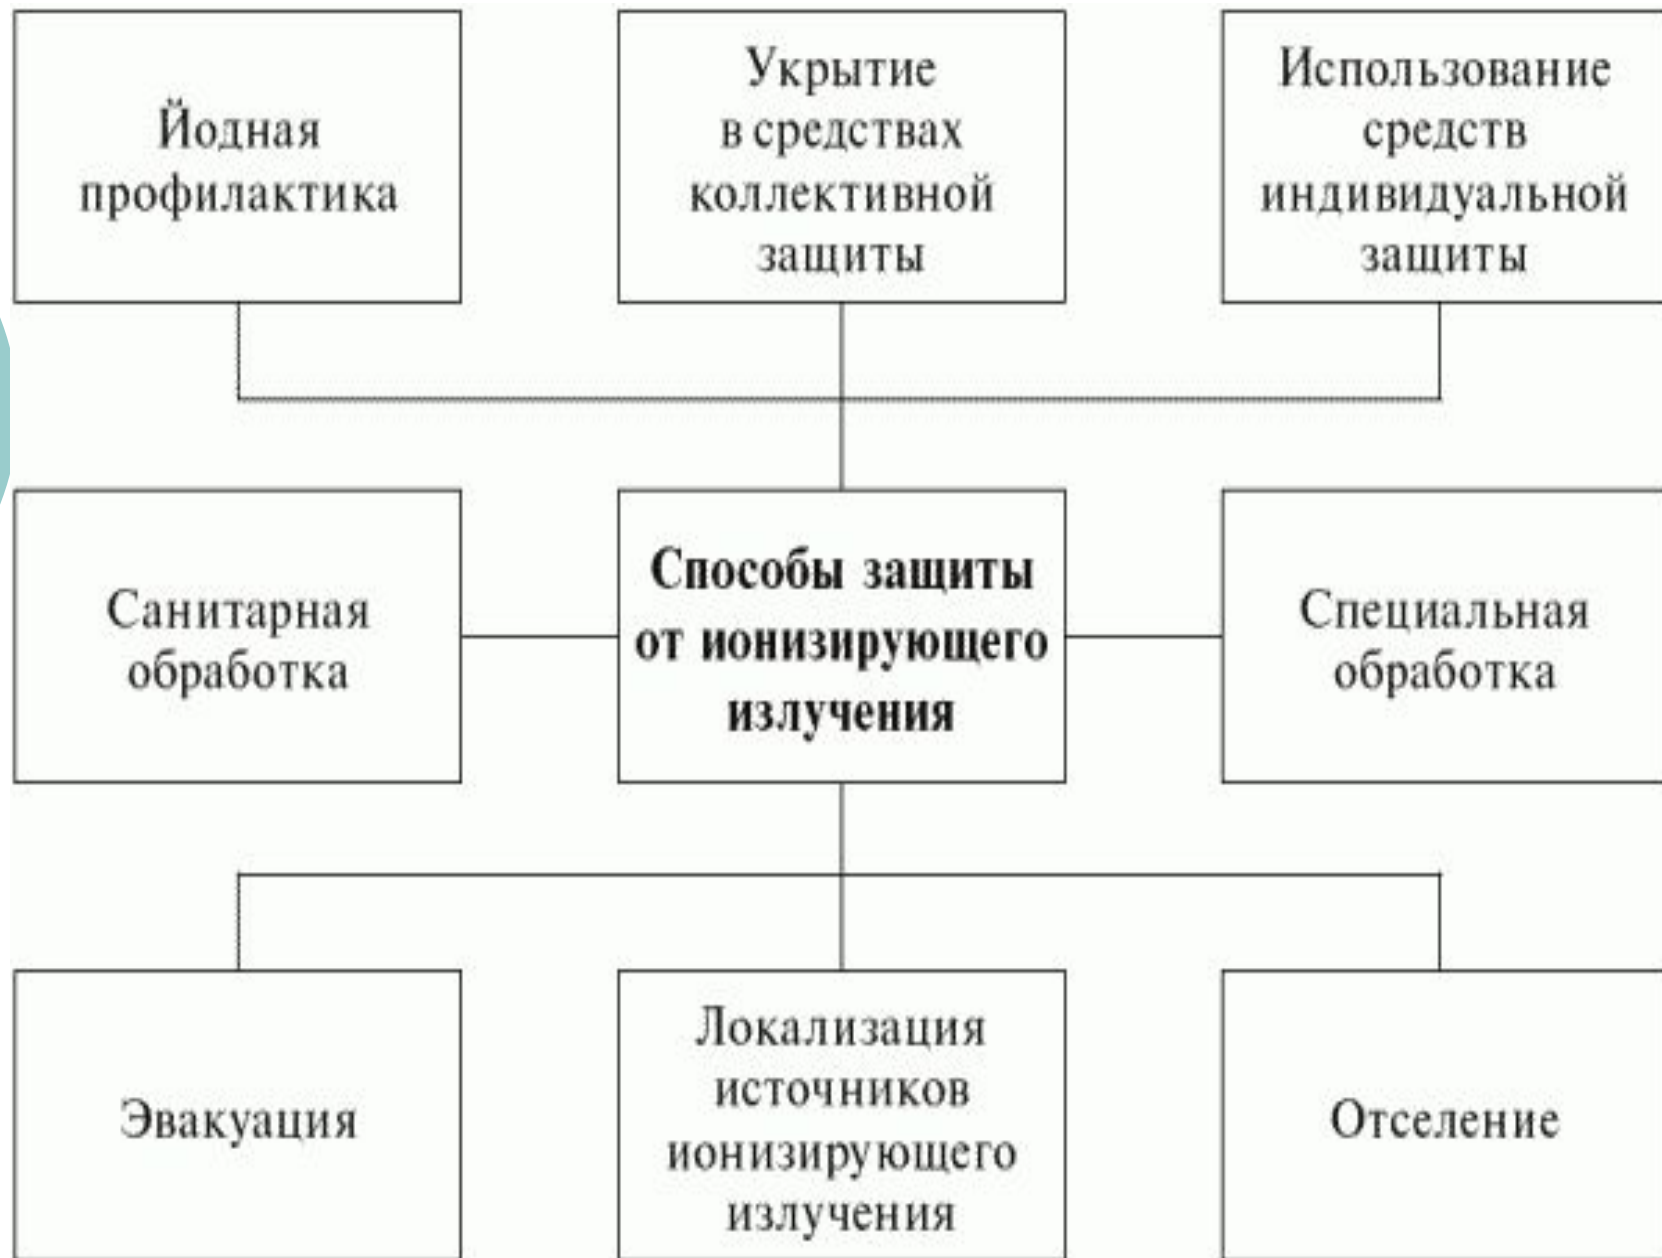 Йодная
профилактика
Укрытие
в средствах
коллективной
защиты
Использование
средств
индивидуальной
защиты
Санитарная
обработка
Способы защиты
от ионизирующего
излучения
Специальная
обработка
Эвакуация
Локализация
источников
ионизирующего
излучения
Отселение